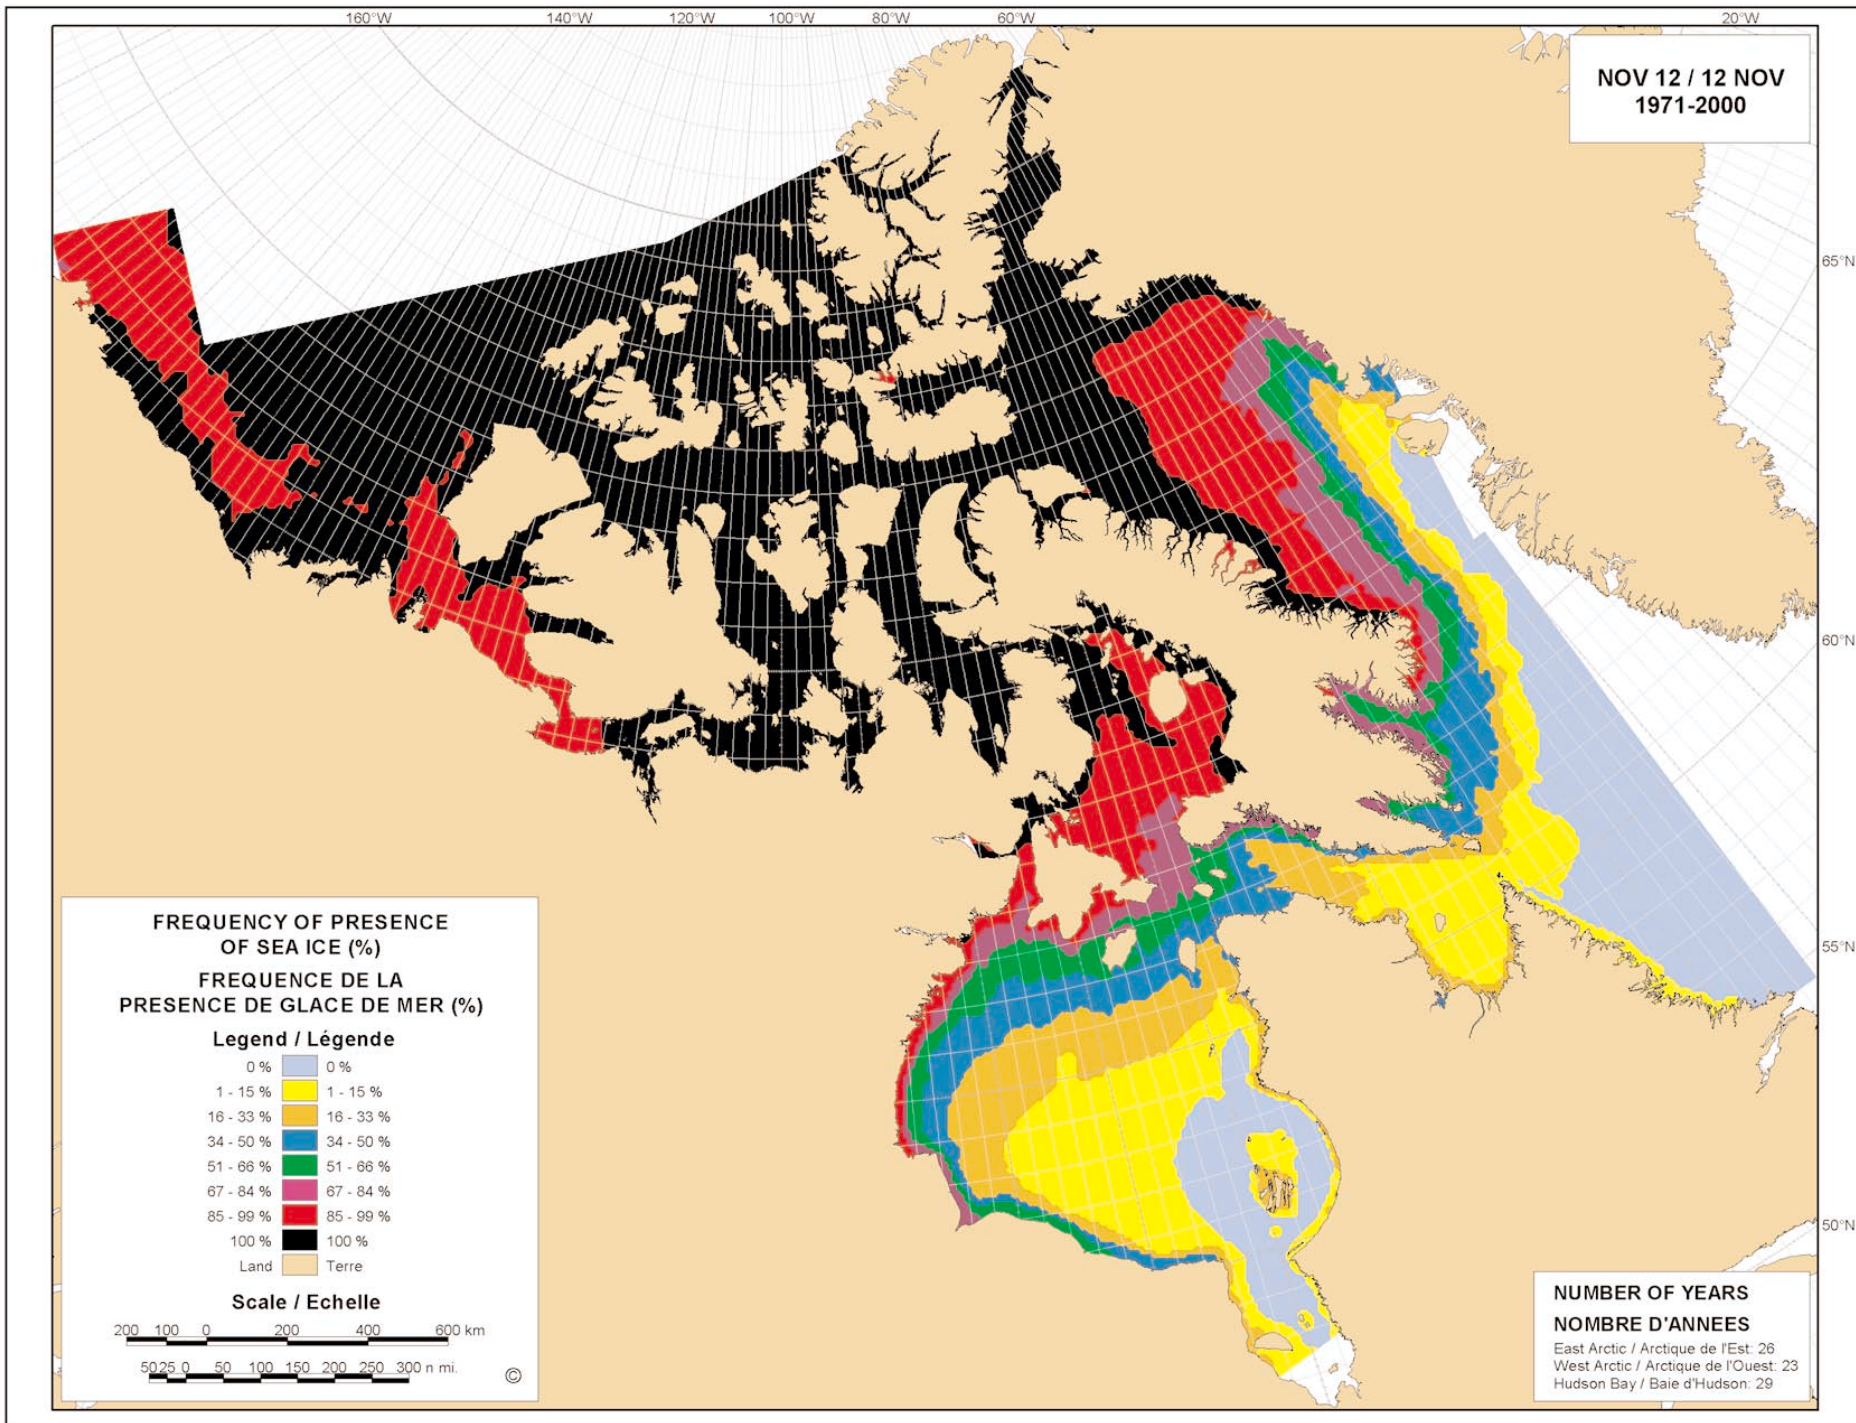 160°W 140°W 120°W 100°W 80°W 60°W 20°W
NOV 12 / 12 NOV
1971-2000
65°N
60°N
55°N
50°N
FREQUENCY OF PRESENCE
OF SEA ICE (%)
FREQUENCE DE LA
PRESENCE DE GLACE DE MER (%)
Legend / Légende
0 % 0 %
1 - 15 % 1 - 15 %
16 - 33 % 16 - 33 %
34 - 50 % 34 - 50 %
51 - 66 % 51 - 66 %
67 - 84 % 67 - 84 %
85 - 99 % 85 - 99 %
100 % 100 %
Land Terre
Scale / Echelle
200 100 0 200 400 600 km
50 25 0 50 100 150 200 250 300 n mi.
©
NUMBER OF YEARS
NOMBRE D'ANNEES
East Arctic / Arctique de l'Est: 26
West Arctic / Arctique de l'Ouest: 23
Hudson Bay / Baie d'Hudson: 29